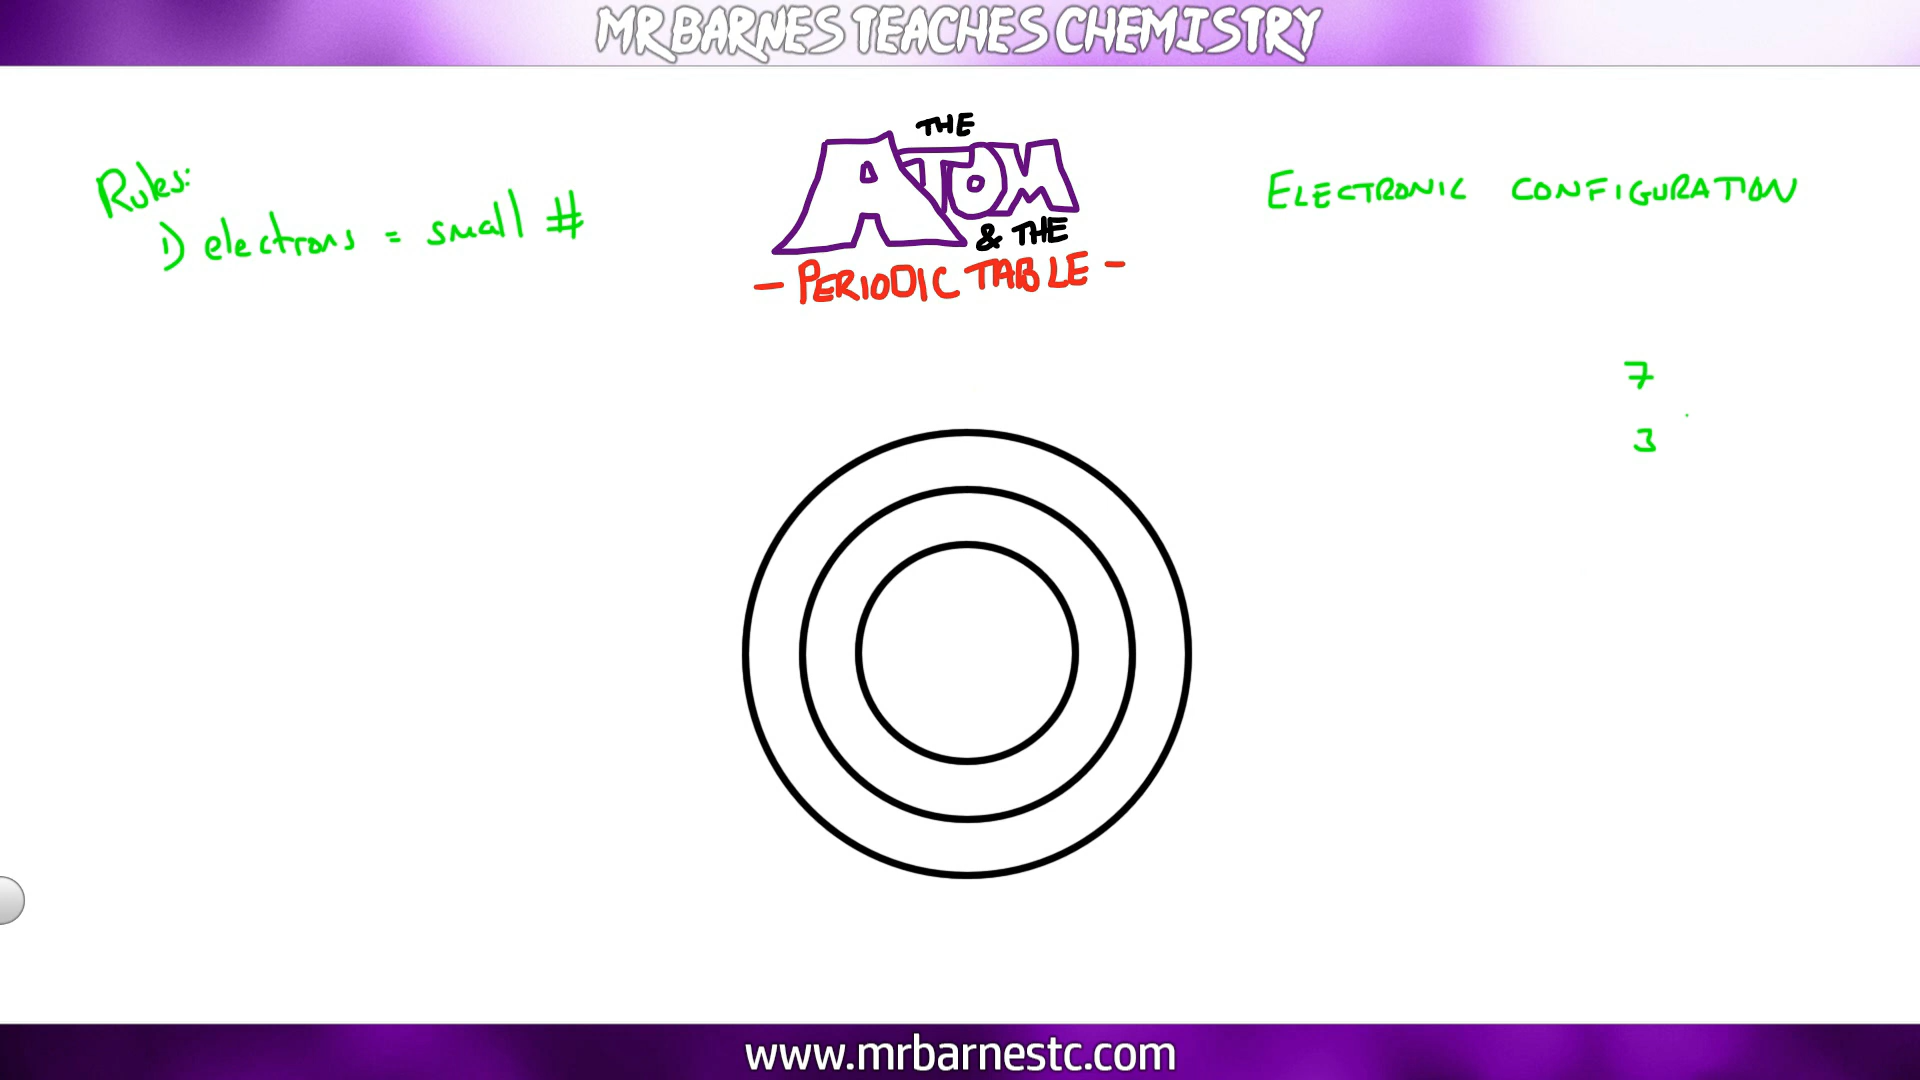 MR BARNES TEACHES CHEMISTRY
Rules:
1) electrons = small #
THE
ATOM
& THE
- PERIODIC TABLE -
ELECTRONIC CONFIGURATION
7
3
www.mrbarnestc.com